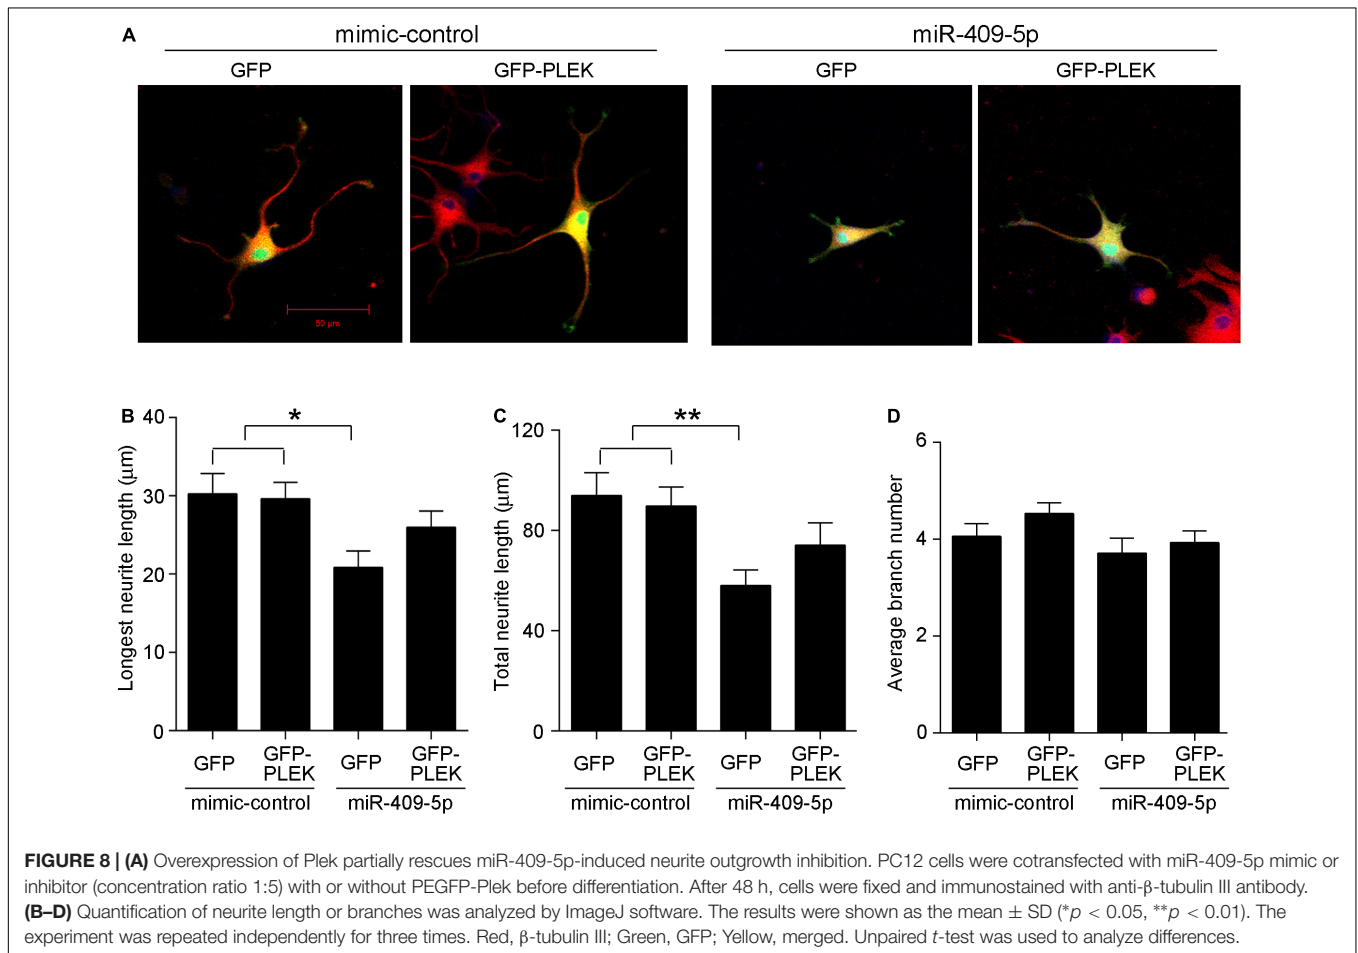 A
mimic-control
miR-409-5p
GFP
GFP-PLEK
GFP
GFP-PLEK
50 µm
B
Longest neurite length (µm)
40
30
20
10
0
*
GFP
GFP-
PLEK
GFP
GFP-
PLEK
mimic-control
miR-409-5p
C
Total neurite length (µm)
120
80
40
0
**
GFP
GFP-
PLEK
GFP
GFP-
PLEK
mimic-control
miR-409-5p
D
Average branch number
6
4
2
0
GFP
GFP-
PLEK
GFP
GFP-
PLEK
mimic-control
miR-409-5p
FIGURE 8 | (A) Overexpression of Plek partially rescues miR-409-5p-induced neurite outgrowth inhibition. PC12 cells were cotransfected with miR-409-5p mimic or
inhibitor (concentration ratio 1:5) with or without PEGFP-Plek before differentiation. After 48 h, cells were fixed and immunostained with anti-β-tubulin III antibody.
(B–D) Quantification of neurite length or branches was analyzed by ImageJ software. The results were shown as the mean ± SD (*p < 0.05, **p < 0.01). The
experiment was repeated independently for three times. Red, β-tubulin III; Green, GFP; Yellow, merged. Unpaired t-test was used to analyze differences.